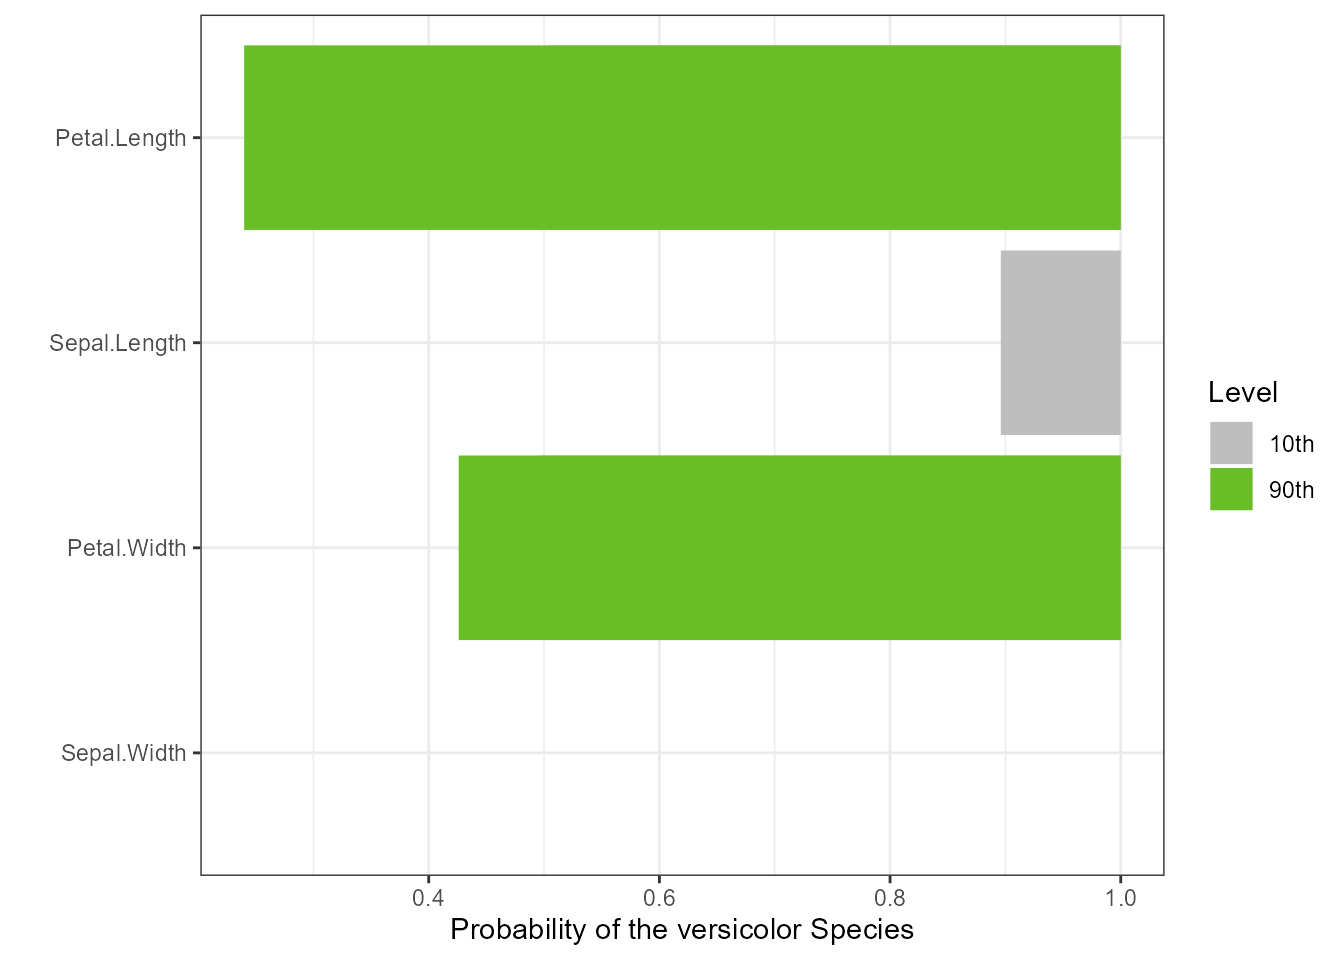 Petal.Length
Sepal.Length
Petal.Width
Sepal.Width
0.4 0.6 0.8 1.0
Probability of the versicolor Species
Level
10th
90th